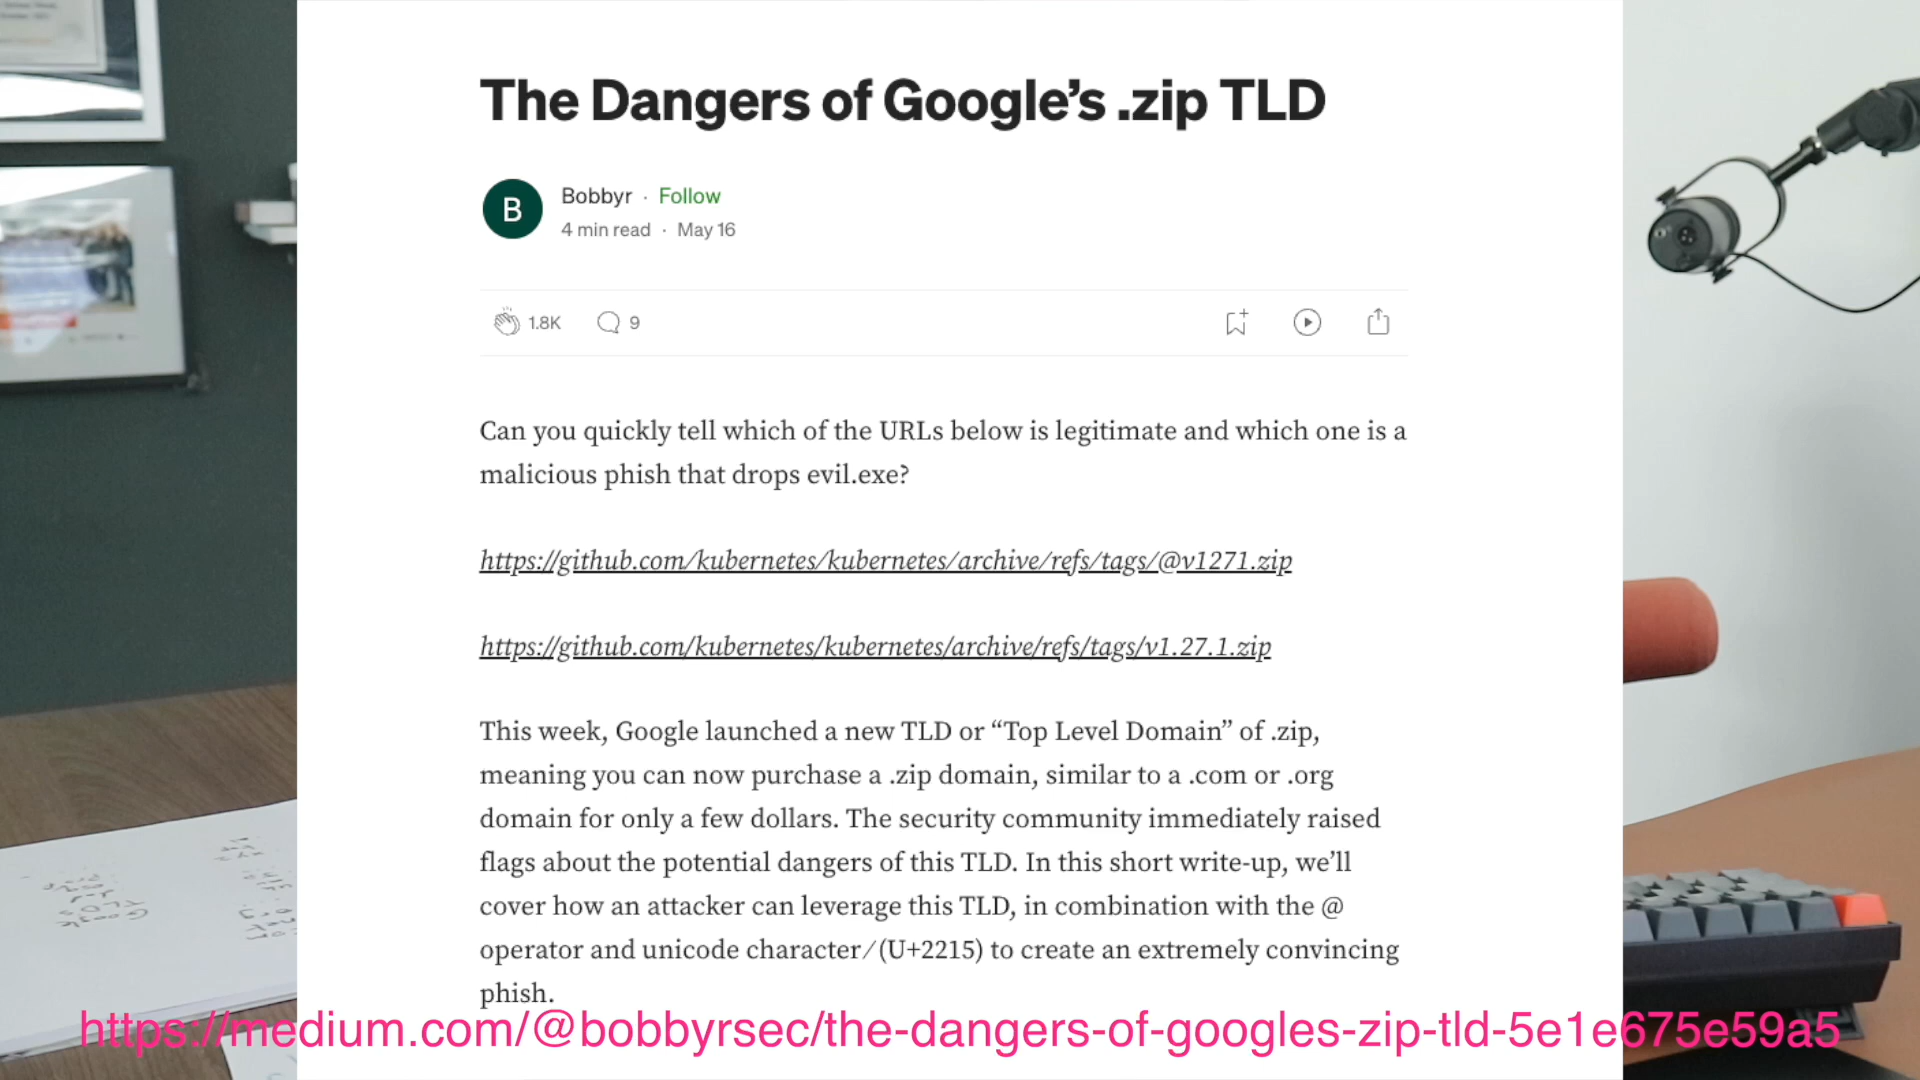 The Dangers of Google’s .zip TLD
B
Bobbyr · Follow
4 min read · May 16
1.8K 9
Can you quickly tell which of the URLs below is legitimate and which one is a
malicious phish that drops evil.exe?
https://github.com∕kubernetes∕kubernetes∕archive∕refs∕tags∕@v1271.zip
https://github.com/kubernetes/kubernetes/archive/refs/tags/v1.27.1.zip
This week, Google launched a new TLD or “Top Level Domain” of .zip,
meaning you can now purchase a .zip domain, similar to a .com or .org
domain for only a few dollars. The security community immediately raised
flags about the potential dangers of this TLD. In this short write-up, we’ll
cover how an attacker can leverage this TLD, in combination with the @
operator and unicode character ∕ (U+2215) to create an extremely convincing
phish.
https://medium.com/@bobbyrsec/the-dangers-of-googles-zip-tld-5e1e675e59a5